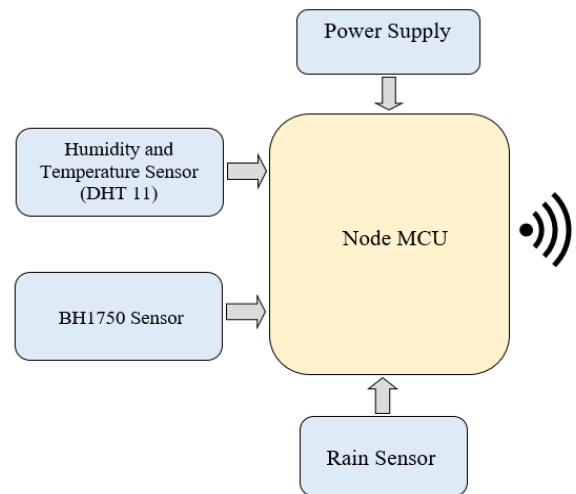 Power Supply
Humidity and
Temperature Sensor
(DHT 11)
Node MCU
BH1750 Sensor
Rain Sensor